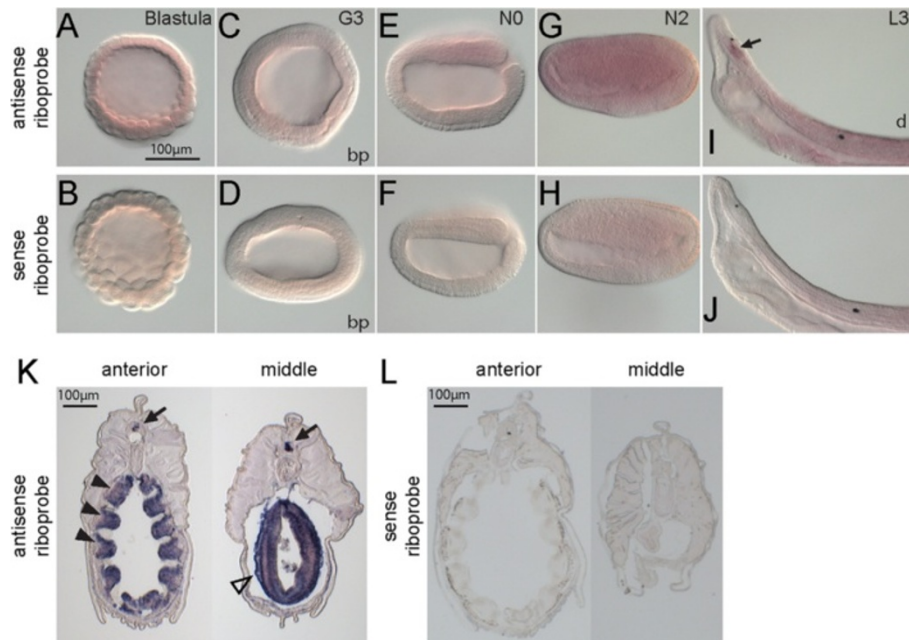 A Blastula C G3 E N0 G N2 L3
antisense
riboprobe
100µm bp I d
B D F H
sense
riboprobe
bp J
K anterior middle L anterior middle
100µm 100µm
antisense
riboprobe
sense
riboprobe